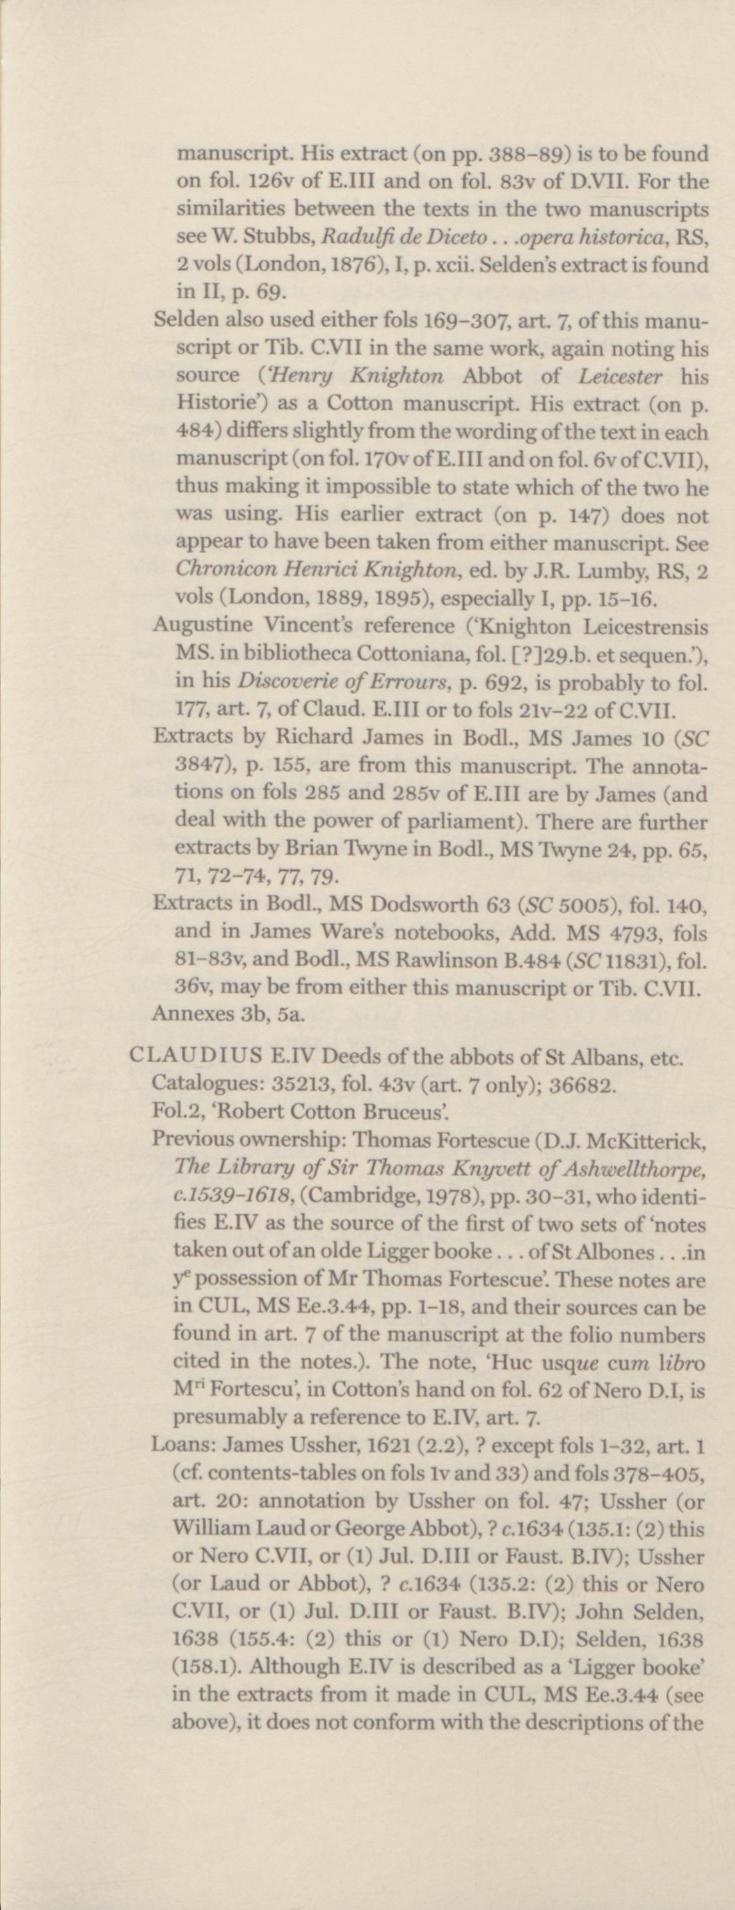 manuscript. His extract (on pp. 388–89) is to be found
on fol. 126v of E.III and on fol. 83v of D.VII. For the
similarities between the texts in the two manuscripts
see W. Stubbs, Radulfi de Diceto . . .opera historica, RS,
2 vols (London, 1876), I, p. xcii. Selden's extract is found
in II, p. 69.
Selden also used either fols 169–307, art. 7, of this manu-
script or Tib. C.VII in the same work, again noting his
source ('Henry Knighton Abbot of Leicester his
Historie') as a Cotton manuscript. His extract (on p.
484) differs slightly from the wording of the text in each
manuscript (on fol. 170v of E.III and on fol. 6v of C.VII),
thus making it impossible to state which of the two he
was using. His earlier extract (on p. 147) does not
appear to have been taken from either manuscript. See
Chronicon Henrici Knighton, ed. by J.R. Lumby, RS, 2
vols (London, 1889, 1895), especially I, pp. 15–16.
Augustine Vincent's reference ('Knighton Leicestrensis
MS. in bibliotheca Cottoniana, fol. [?]29.b. et sequen.'),
in his Discoverie of Errours, p. 692, is probably to fol.
177, art. 7, of Claud. E.III or to fols 21v–22 of C.VII.
Extracts by Richard James in Bodl., MS James 10 (SC
3847), p. 155, are from this manuscript. The annota-
tions on fols 285 and 285v of E.III are by James (and
deal with the power of parliament). There are further
extracts by Brian Twyne in Bodl., MS Twyne 24, pp. 65,
71, 72–74, 77, 79.
Extracts in Bodl., MS Dodsworth 63 (SC 5005), fol. 140,
and in James Ware's notebooks, Add. MS 4793, fols
81–83v, and Bodl., MS Rawlinson B.484 (SC 11831), fol.
36v, may be from either this manuscript or Tib. C.VII.
Annexes 3b, 5a.
CLAUDIUS E.IV Deeds of the abbots of St Albans, etc.
Catalogues: 35213, fol. 43v (art. 7 only); 36682.
Fol.2, 'Robert Cotton Bruceus'.
Previous ownership: Thomas Fortescue (D.J. McKitterick,
The Library of Sir Thomas Knyvett of Ashwellthorpe,
c.1539–1618, (Cambridge, 1978), pp. 30–31, who identi-
fies E.IV as the source of the first of two sets of 'notes
taken out of an olde Ligger booke . . . of St Albones . . .in
yᵉ possession of Mr Thomas Fortescue'. These notes are
in CUL, MS Ee.3.44, pp. 1–18, and their sources can be
found in art. 7 of the manuscript at the folio numbers
cited in the notes.). The note, 'Huc usque cum libro
Mʳⁱ Fortescu', in Cotton's hand on fol. 62 of Nero D.I, is
presumably a reference to E.IV, art. 7.
Loans: James Ussher, 1621 (2.2), ? except fols 1–32, art. 1
(cf. contents-tables on fols 1v and 33) and fols 378–405,
art. 20: annotation by Ussher on fol. 47; Ussher (or
William Laud or George Abbot), ? c.1634 (135.1: (2) this
or Nero C.VII, or (1) Jul. D.III or Faust. B.IV); Ussher
(or Laud or Abbot), ? c.1634 (135.2: (2) this or Nero
C.VII, or (1) Jul. D.III or Faust. B.IV); John Selden,
1638 (155.4: (2) this or (1) Nero D.I); Selden, 1638
(158.1). Although E.IV is described as a 'Ligger booke'
in the extracts from it made in CUL, MS Ee.3.44 (see
above), it does not conform with the descriptions of the